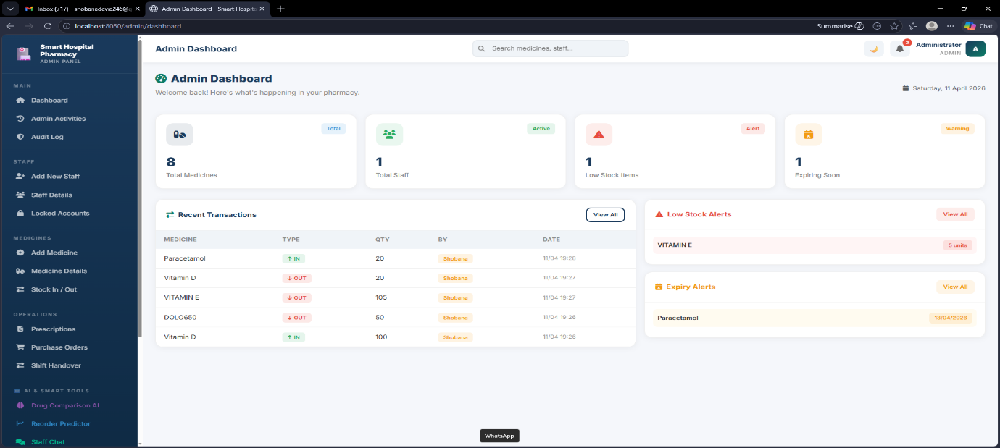 Inbox (717) - shobanadevia246@g
Admin Dashboard - Smart Hospita
localhost:8080/admin/dashboard
Summarise
Chat
Smart Hospital
Pharmacy
ADMIN PANEL
MAIN
Dashboard
Admin Activities
Audit Log
STAFF
Add New Staff
Staff Details
Locked Accounts
MEDICINES
Add Medicine
Medicine Details
Stock In / Out
OPERATIONS
Prescriptions
Purchase Orders
Shift Handover
AI & SMART TOOLS
Drug Comparison AI
Reorder Predictor
Staff Chat
Admin Dashboard
Search medicines, staff...
2
Administrator
ADMIN
A
Admin Dashboard
Welcome back! Here's what's happening in your pharmacy.
Saturday, 11 April 2026
Total
8
Total Medicines
Active
1
Total Staff
Alert
1
Low Stock Items
Warning
1
Expiring Soon
Recent Transactions
View All
MEDICINE TYPE QTY BY DATE
Paracetamol ↑ IN 20 Shobana 11/04 19:28
Vitamin D ↓ OUT 20 Shobana 11/04 19:27
VITAMIN E ↓ OUT 105 Shobana 11/04 19:27
DOLO650 ↓ OUT 50 Shobana 11/04 19:26
Vitamin D ↑ IN 100 Shobana 11/04 19:26
Low Stock Alerts
View All
VITAMIN E 5 units
Expiry Alerts
View All
Paracetamol 13/04/2026
WhatsApp